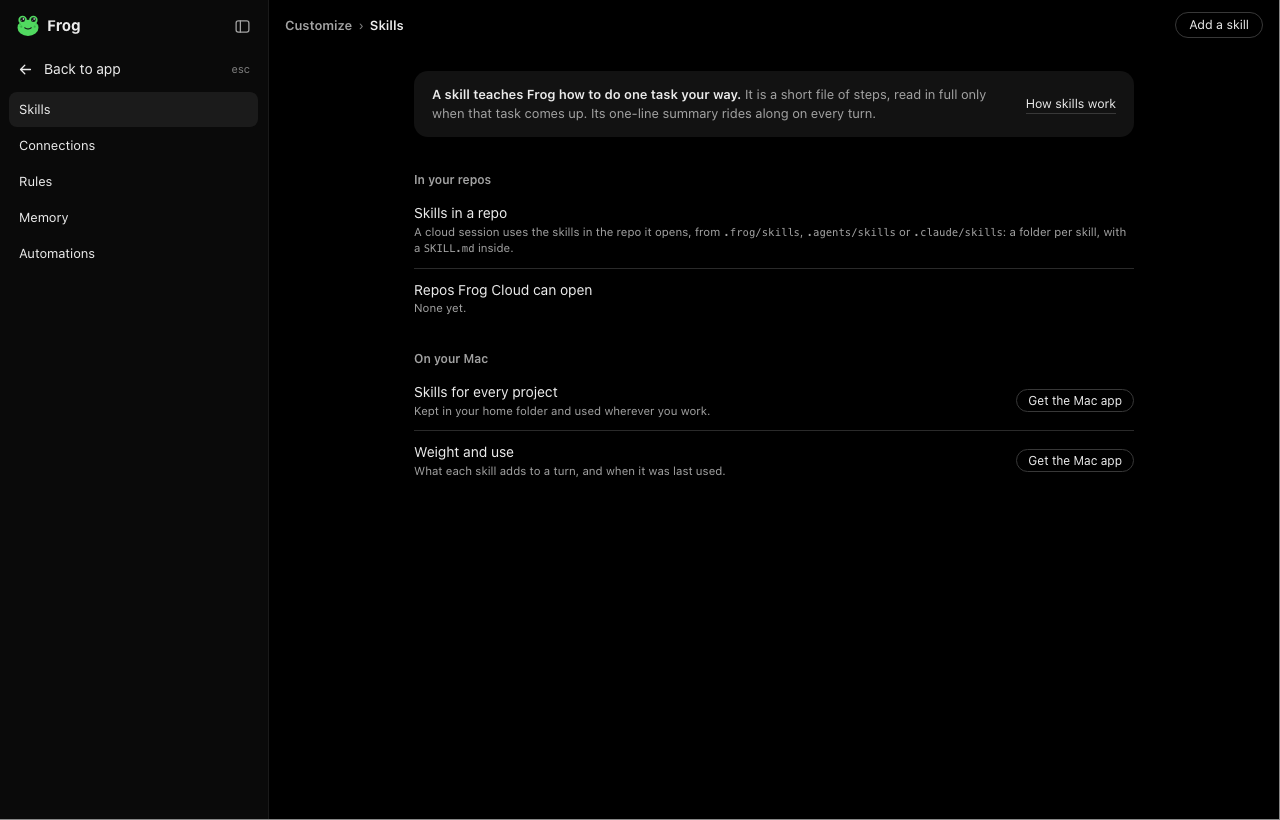 Frog
Back to app
esc
Skills
Connections
Rules
Memory
Automations
Customize › Skills
Add a skill
A skill teaches Frog how to do one task your way. It is a short file of steps, read in full only
when that task comes up. Its one-line summary rides along on every turn.
How skills work
In your repos
Skills in a repo
A cloud session uses the skills in the repo it opens, from .frog/skills, .agents/skills or .claude/skills: a folder per skill, with
a SKILL.md inside.
Repos Frog Cloud can open
None yet.
On your Mac
Skills for every project
Kept in your home folder and used wherever you work.
Get the Mac app
Weight and use
What each skill adds to a turn, and when it was last used.
Get the Mac app